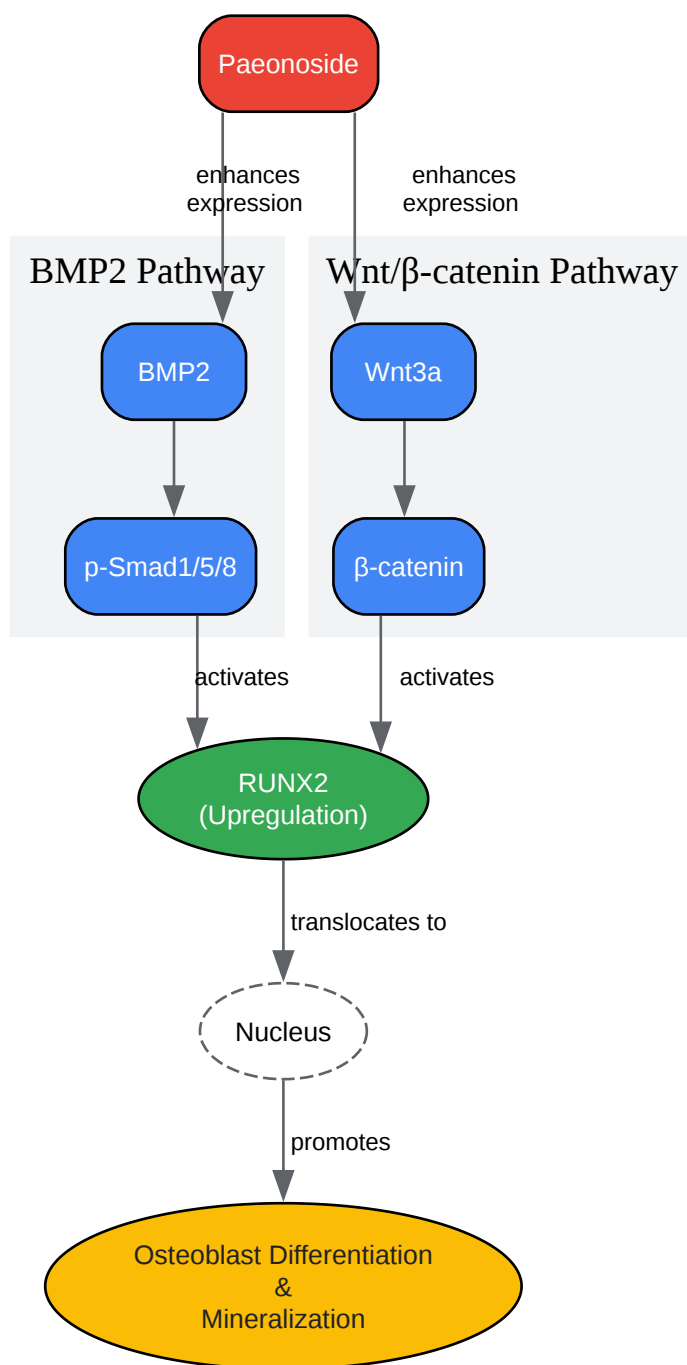 Paeonoside
enhances
expression
enhances
expression
BMP2 Pathway
Wnt/β-catenin Pathway
BMP2
Wnt3a
p-Smad1/5/8
β-catenin
activates
activates
RUNX2
(Upregulation)
translocates to
Nucleus
promotes
Osteoblast Differentiation
&
Mineralization